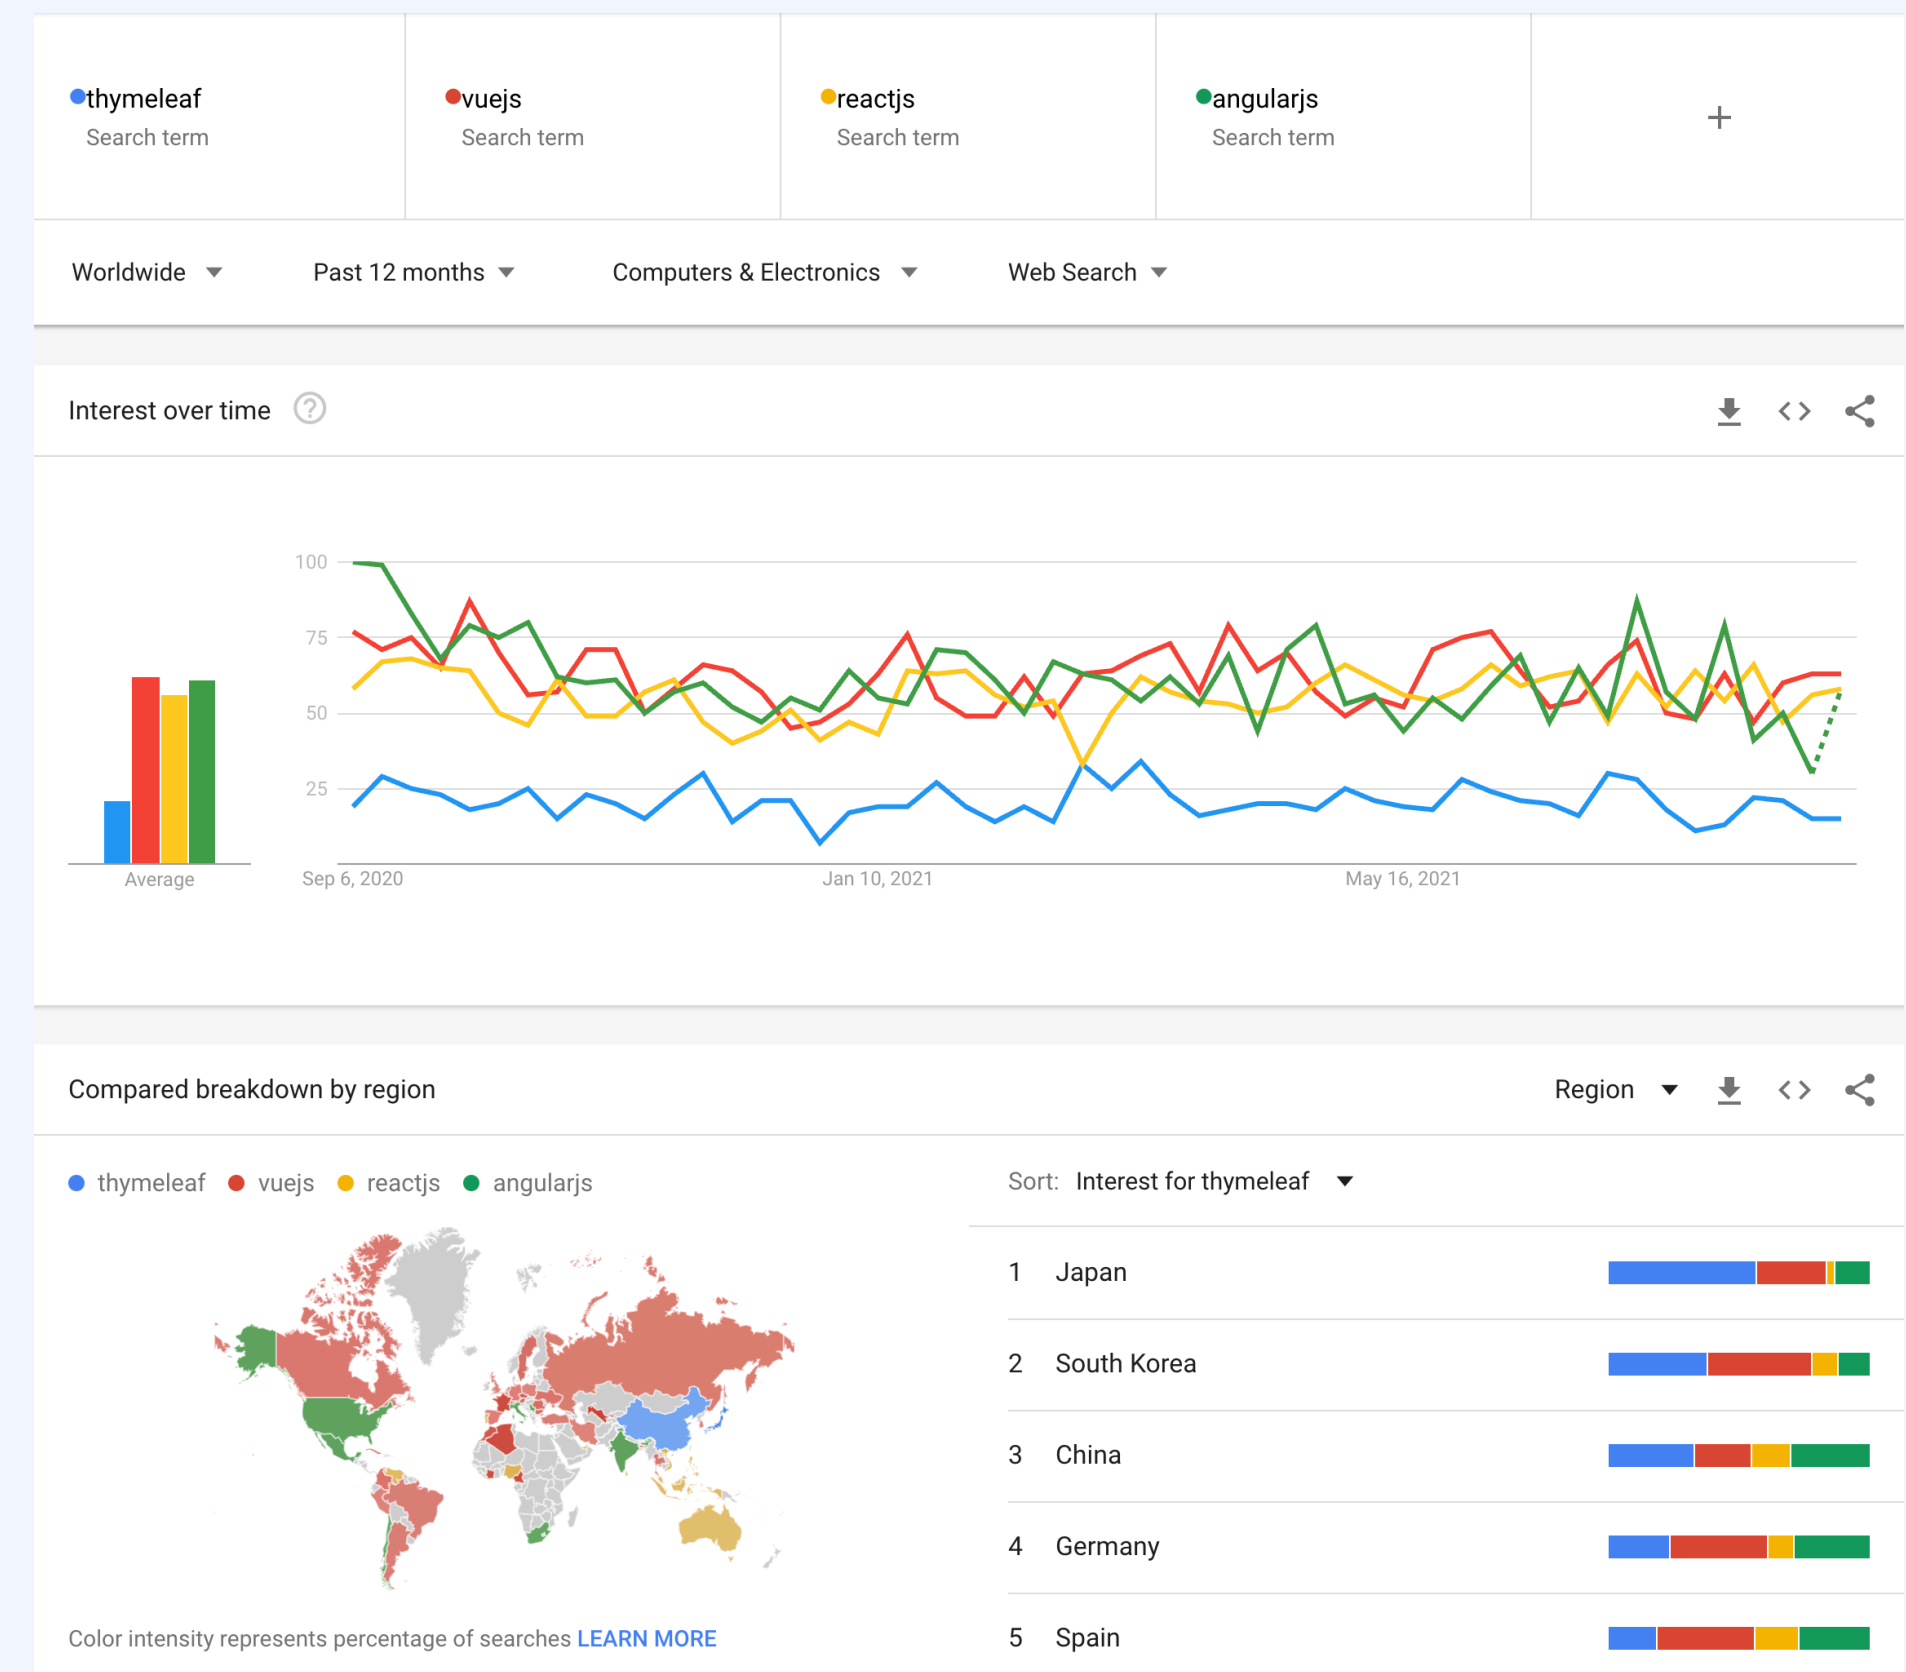 thymeleaf
Search term
vuejs
Search term
reactjs
Search term
angularjs
Search term
+
Worldwide
Past 12 months
Computers & Electronics
Web Search
Interest over time
?
100
75
50
25
Average
Sep 6, 2020
Jan 10, 2021
May 16, 2021
Compared breakdown by region
Region
thymeleaf vuejs reactjs angularjs
Sort: Interest for thymeleaf
1 Japan
2 South Korea
3 China
4 Germany
5 Spain
Color intensity represents percentage of searches LEARN MORE